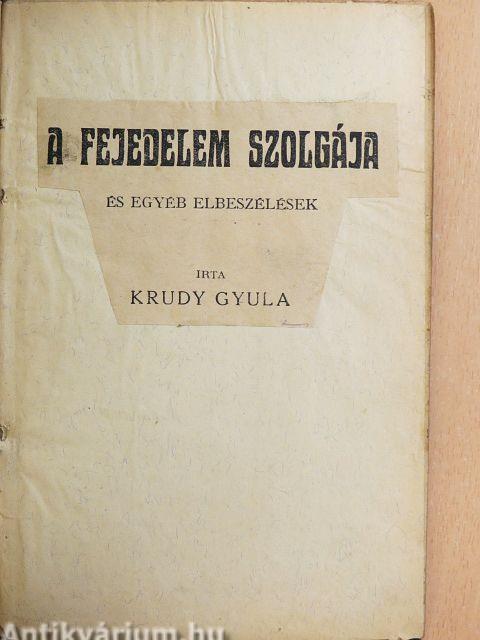 A FEJEDELEM SZOLGÁJA
ÉS EGYÉB ELBESZÉLÉSEK
IRTA
KRUDY GYULA
Antikvárium.hu